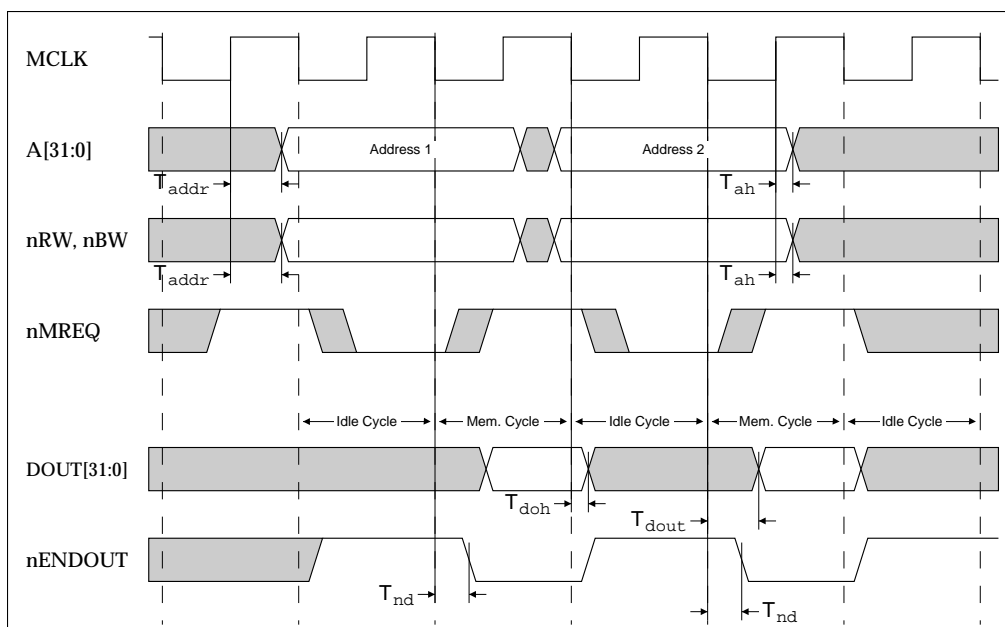 MCLK
A[31:0]
Address 1
Address 2
Taddr
Tah
nRW, nBW
Taddr
Tah
nMREQ
Idle Cycle
Mem. Cycle
Idle Cycle
Mem. Cycle
Idle Cycle
DOUT[31:0]
Tdoh
Tdout
nENDOUT
Tnd
Tnd